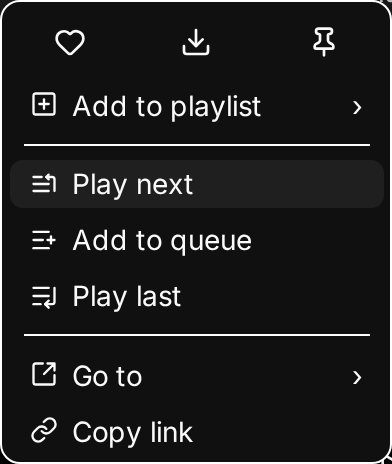 Add to playlist
Play next
Add to queue
Play last
Go to
Copy link